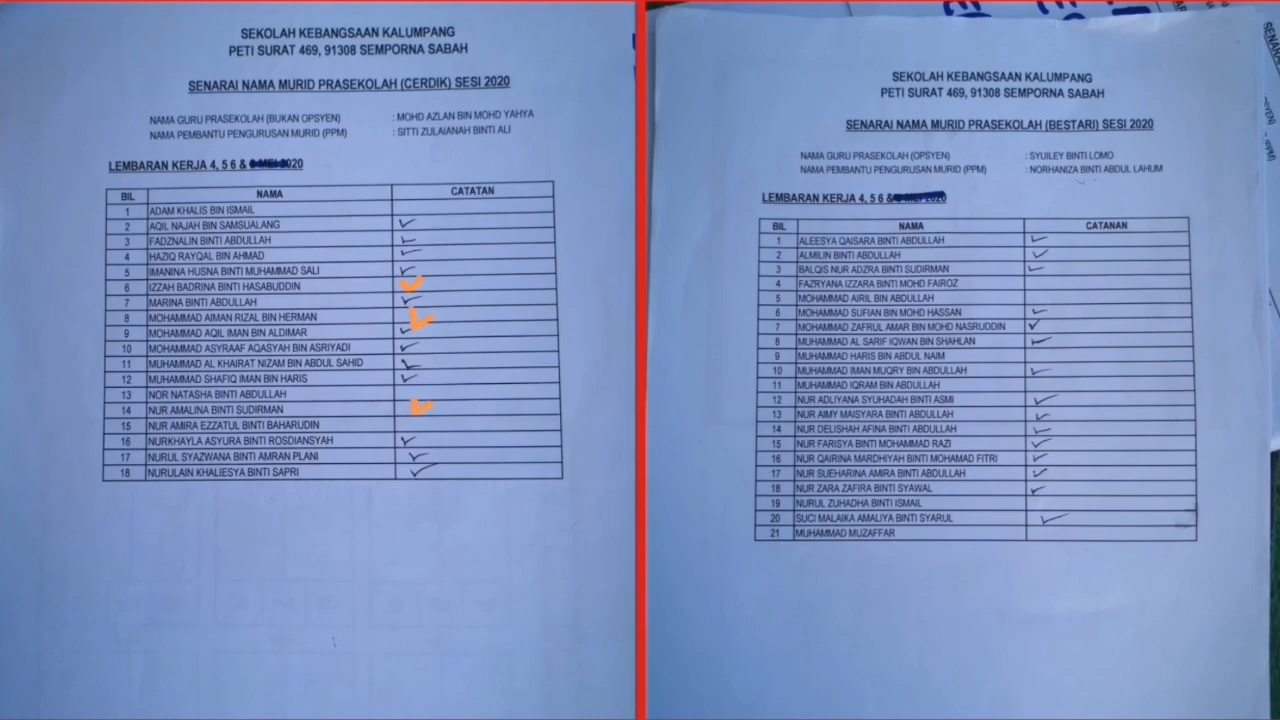 SEKOLAH KEBANGSAAN KALUMPANG
PETI SURAT 469, 91308 SEMPORNA SABAH
SENARAI NAMA MURID PRASEKOLAH (CERDIK) SESI 2020
NAMA GURU PRASEKOLAH (BUKAN OPSYEN) : MOHD AZLAN BIN MOHD YAHYA
NAMA PEMBANTU PENGURUSAN MURID (PPM) : SITTI ZULAIANAH BINTI ALI
LEMBARAN KERJA 4, 5 6 & 8 MEI 2020
BIL NAMA CATATAN
1 ADAM KHALIS BIN ISMAIL
2 AQIL NAJAH BIN SAMSUALANG ✓
3 FADZNALIN BINTI ABDULLAH ✓
4 HAZIQ RAYQAL BIN AHMAD ✓
5 IMANINA HUSNA BINTI MUHAMMAD SALI ✓
6 IZZAH BADRINA BINTI HASABUDDIN ✓
7 MARINA BINTI ABDULLAH ✓
8 MOHAMMAD AIMAN RIZAL BIN HERMAN ✓
9 MOHAMMAD AQIL IMAN BIN ALDIMAR ✓
10 MOHAMMAD ASYRAAF AQASYAH BIN ASRIYADI ✓
11 MUHAMMAD AL KHAIRAT NIZAM BIN ABDUL SAHID ✓
12 MUHAMMAD SHAFIQ IMAN BIN HARIS ✓
13 NOR NATASHA BINTI ABDULLAH
14 NUR AMALINA BINTI SUDIRMAN ✓
15 NUR AMIRA EZZATUL BINTI BAHARUDIN
16 NURKHAYLA ASYURA BINTI ROSDIANSYAH ✓
17 NURUL SYAZWANA BINTI AMRAN PLANI ✓
18 NURULAIN KHALIESYA BINTI SAPRI ✓
SEKOLAH KEBANGSAAN KALUMPANG
PETI SURAT 469, 91308 SEMPORNA SABAH
SENARAI NAMA MURID PRASEKOLAH (BESTARI) SESI 2020
NAMA GURU PRASEKOLAH (OPSYEN) : SYUILEY BINTI LOMO
NAMA PEMBANTU PENGURUSAN MURID (PPM) : NORHANIZA BINTI ABDUL LAHUM
LEMBARAN KERJA 4, 5 6 & 8 MEI 2020
BIL NAMA CATANAN
1 ALEESYA QAISARA BINTI ABDULLAH ✓
2 ALMILIN BINTI ABDULLAH ✓
3 BALQIS NUR ADZRA BINTI SUDIRMAN ✓
4 FAZRYANA IZZARA BINTI MOHD FAIROZ
5 MOHAMMAD AIRIL BIN ABDULLAH
6 MOHAMMAD SUFIAN BIN MOHD HASSAN ✓
7 MOHAMMAD ZAFRUL AMAR BIN MOHD NASRUDDIN ✓
8 MUHAMMAD AL SARIF IQWAN BIN SHAHLAN ✓
9 MUHAMMAD HARIS BIN ABDUL NAIM
10 MUHAMMAD IMAN MUQRY BIN ABDULLAH ✓
11 MUHAMMAD IQRAM BIN ABDULLAH
12 NUR ADLIYANA SYUHADAH BINTI ASMI ✓
13 NUR AIMY MAISYARA BINTI ABDULLAH ✓
14 NUR DELISHAH AFINA BINTI ABDULLAH ✓
15 NUR FARISYA BINTI MOHAMMAD RAZI ✓
16 NUR QAIRINA MARDHIYAH BINTI MOHAMAD FITRI ✓
17 NUR SUEHARINA AMIRA BINTI ABDULLAH ✓
18 NUR ZARA ZAFIRA BINTI SYAWAL ✓
19 NURUL ZUHADHA BINTI ISMAIL
20 SUCI MALAIKA AMALIYA BINTI SYARUL ✓
21 MUHAMMAD MUZAFFAR